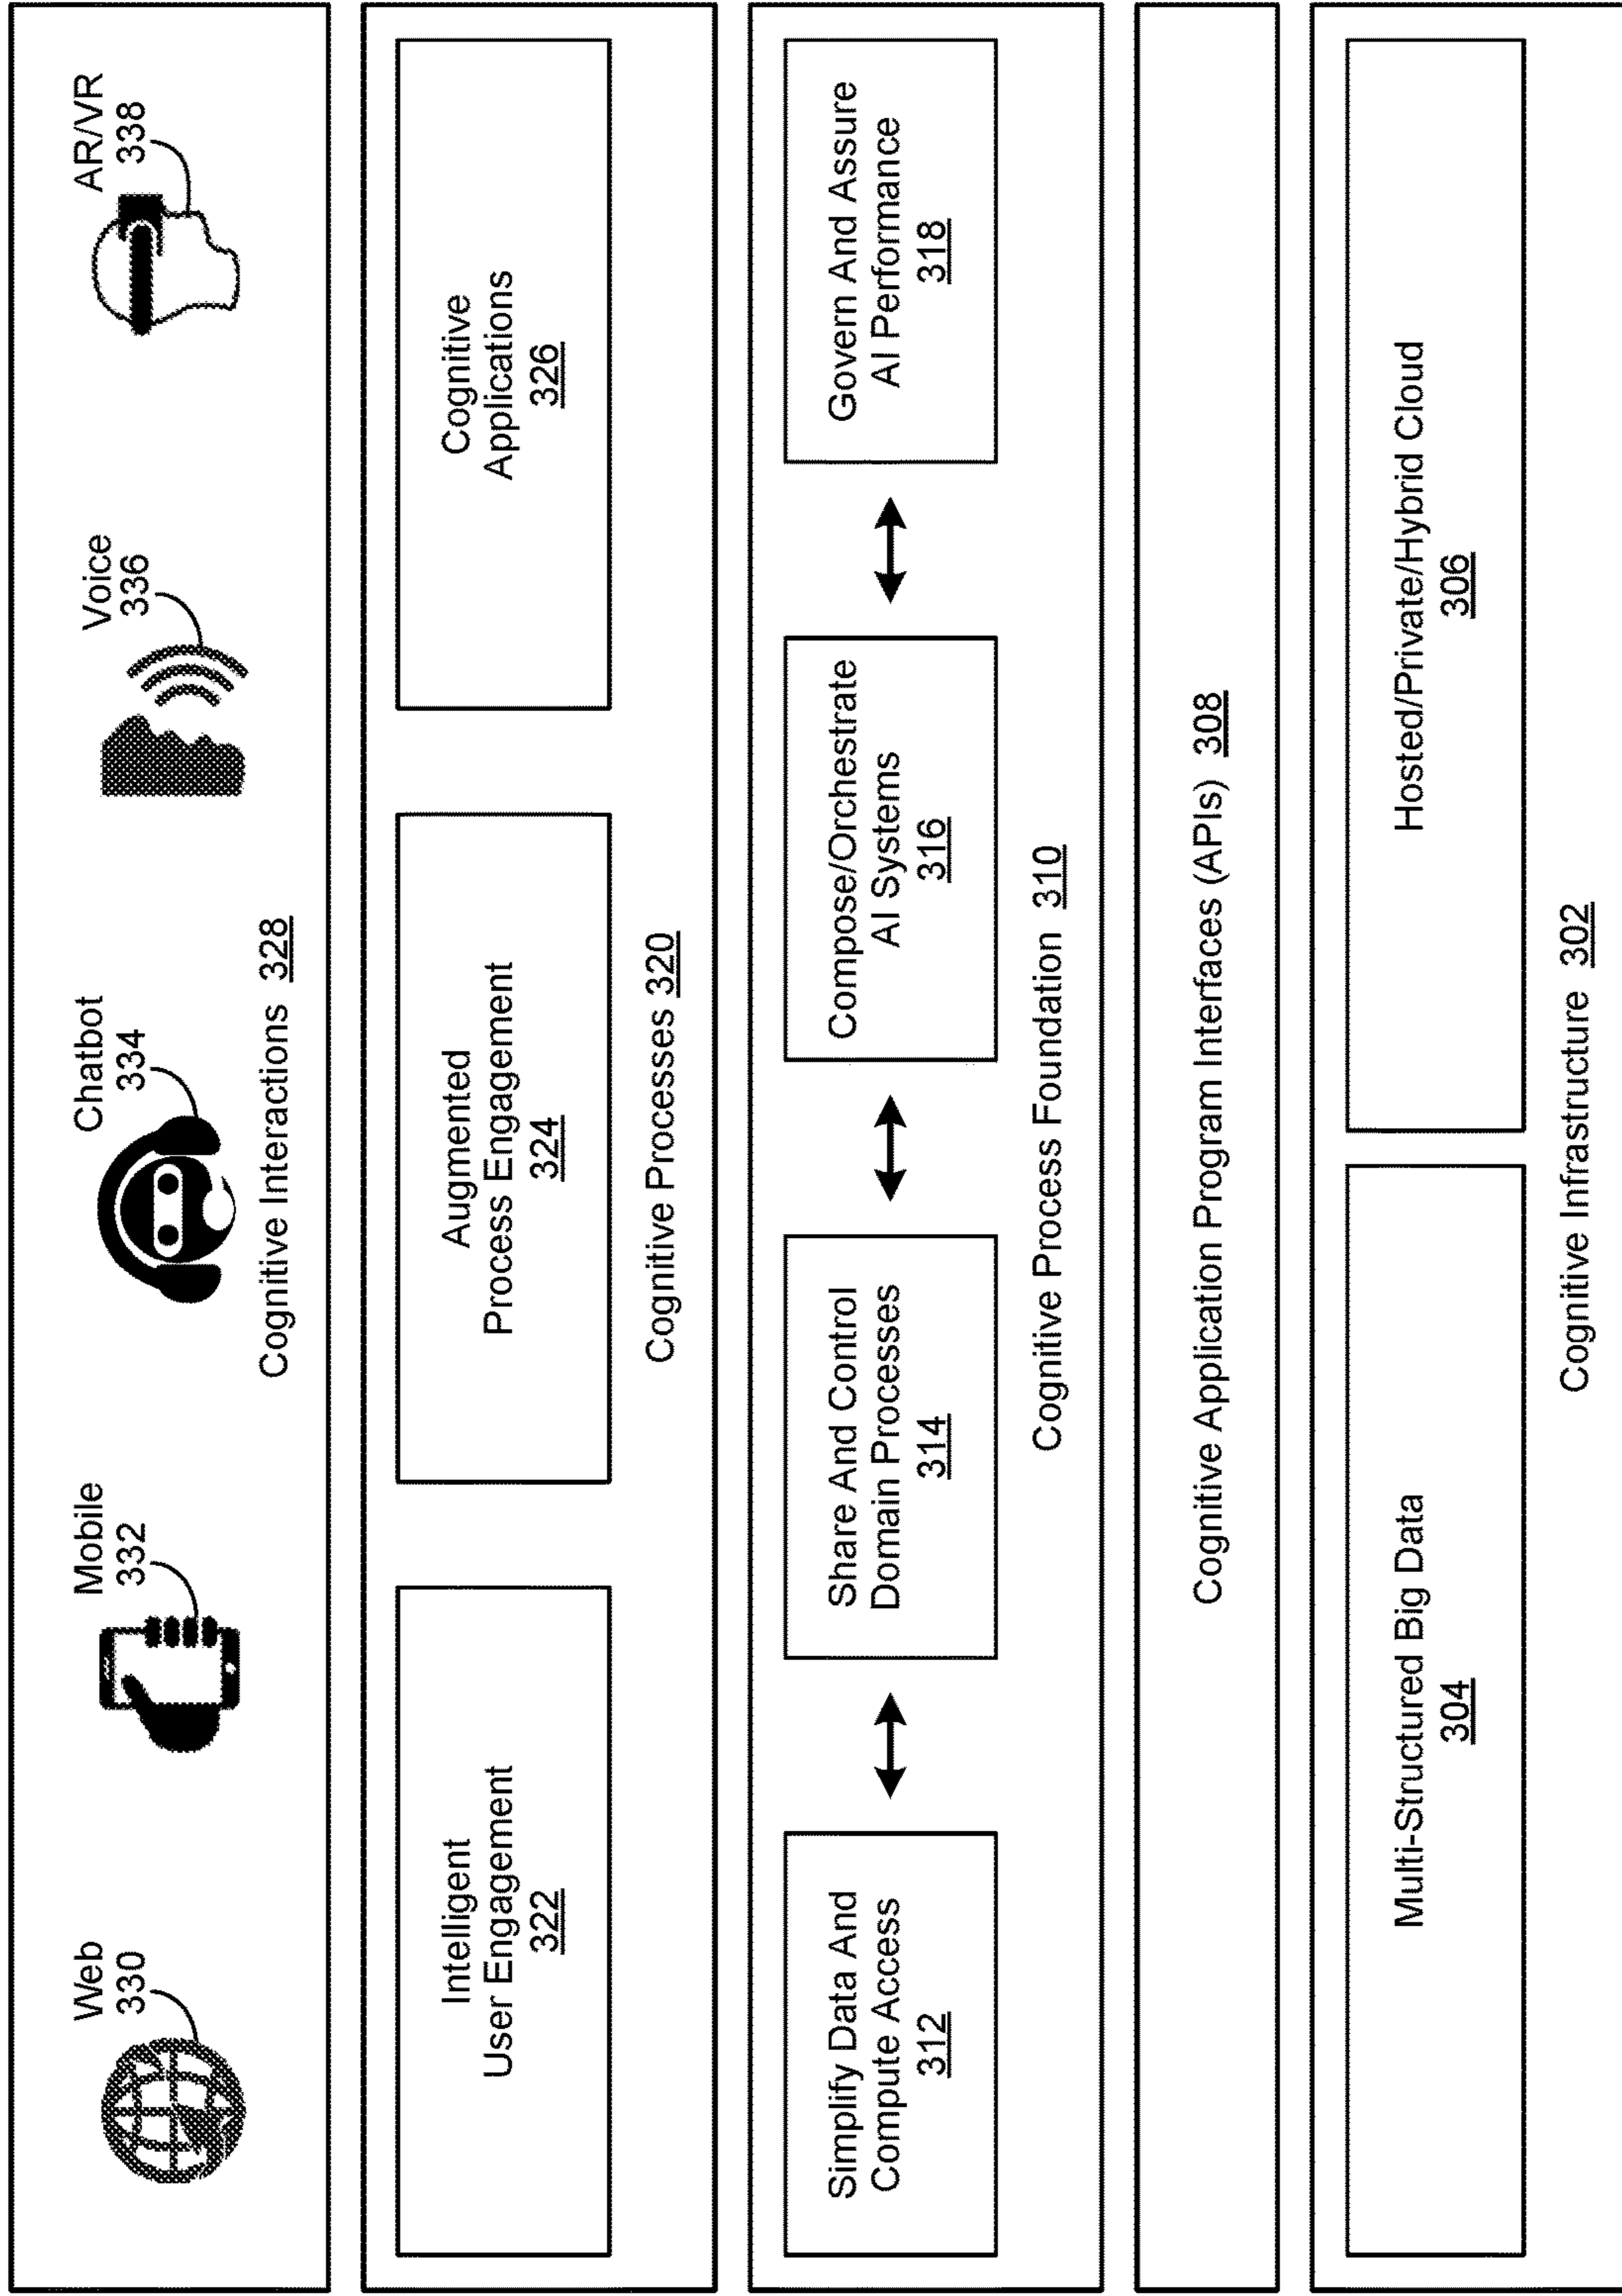 Web
330
Mobile
332
Chatbot
334
Voice
336
AR/VR
338
Cognitive Interactions 328
Intelligent
User Engagement
322
Augmented
Process Engagement
324
Cognitive
Applications
326
Cognitive Processes 320
Simplify Data And
Compute Access
312
Share And Control
Domain Processes
314
Compose/Orchestrate
AI Systems
316
Govern And Assure
AI Performance
318
Cognitive Process Foundation 310
Cognitive Application Program Interfaces (APIs) 308
Multi-Structured Big Data
304
Hosted/Private/Hybrid Cloud
306
Cognitive Infrastructure 302